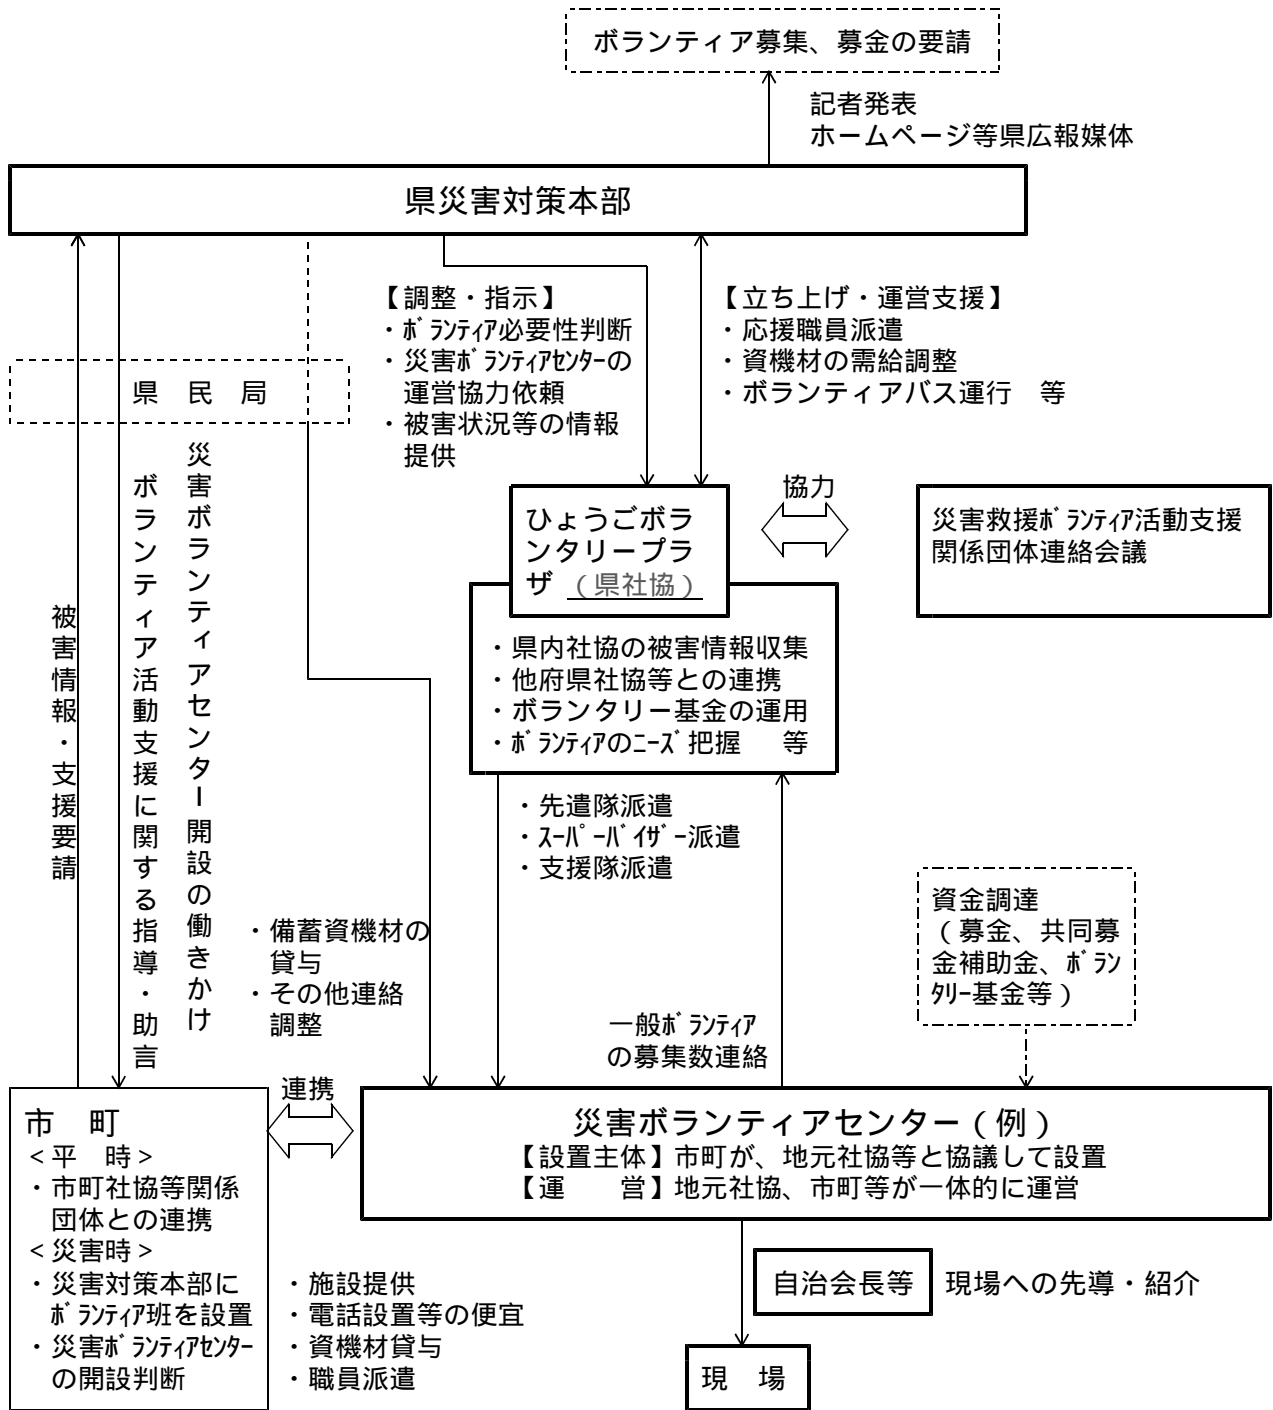 ボランティア募集、募金の要請
記者発表
ホームページ等県広報媒体
県災害対策本部
【調整・指示】
・ﾎﾞﾗﾝﾃｨｱ必要性判断
・災害ﾎﾞﾗﾝﾃｨｱｾﾝﾀｰの
運営協力依頼
・被害状況等の情報
提供
【立ち上げ・運営支援】
・応援職員派遣
・資機材の需給調整
・ボランティアバス運行　等
県　民　局
被害情報・支援要請
ボランティア活動支援に関する指導・助言
災害ボランティアセンター開設の働きかけ
ひょうごボラ
ンタリープラ
ザ （県社協）
協力
災害救援ﾎﾞﾗﾝﾃｨｱ活動支援
関係団体連絡会議
・県内社協の被害情報収集
・他府県社協等との連携
・ボランタリー基金の運用
・ﾎﾞﾗﾝﾃｨｱのﾆｰｽﾞ把握　等
・先遣隊派遣
・ｽｰﾊﾟｰﾊﾞｲｻﾞｰ派遣
・支援隊派遣
・備蓄資機材の
貸与
・その他連絡
調整
一般ﾎﾞﾗﾝﾃｨｱ
の募集数連絡
資金調達
（募金、共同募
金補助金、ﾎﾞﾗﾝ
ﾀﾘｰ基金等）
市　町
＜平　時＞
・市町社協等関係
団体との連携
＜災害時＞
・災害対策本部に
ﾎﾞﾗﾝﾃｨｱ班を設置
・災害ﾎﾞﾗﾝﾃｨｱｾﾝﾀｰ
の開設判断
連携
災害ボランティアセンター（例）
【設置主体】市町が、地元社協等と協議して設置
【運　　営】地元社協、市町等が一体的に運営
・施設提供
・電話設置等の便宜
・資機材貸与
・職員派遣
自治会長等
現場への先導・紹介
現　場